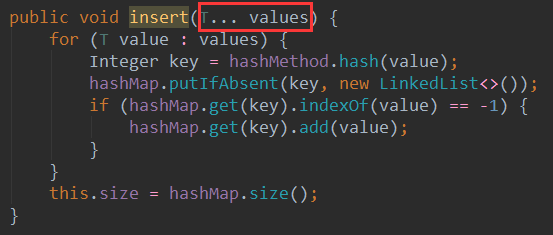 public void insert(T... values) {
    for (T value : values) {
        Integer key = hashMethod.hash(value);
        hashMap.putIfAbsent(key, new LinkedList<>());
        if (hashMap.get(key).indexOf(value) == -1) {
            hashMap.get(key).add(value);
        }
    }
    this.size = hashMap.size();
}